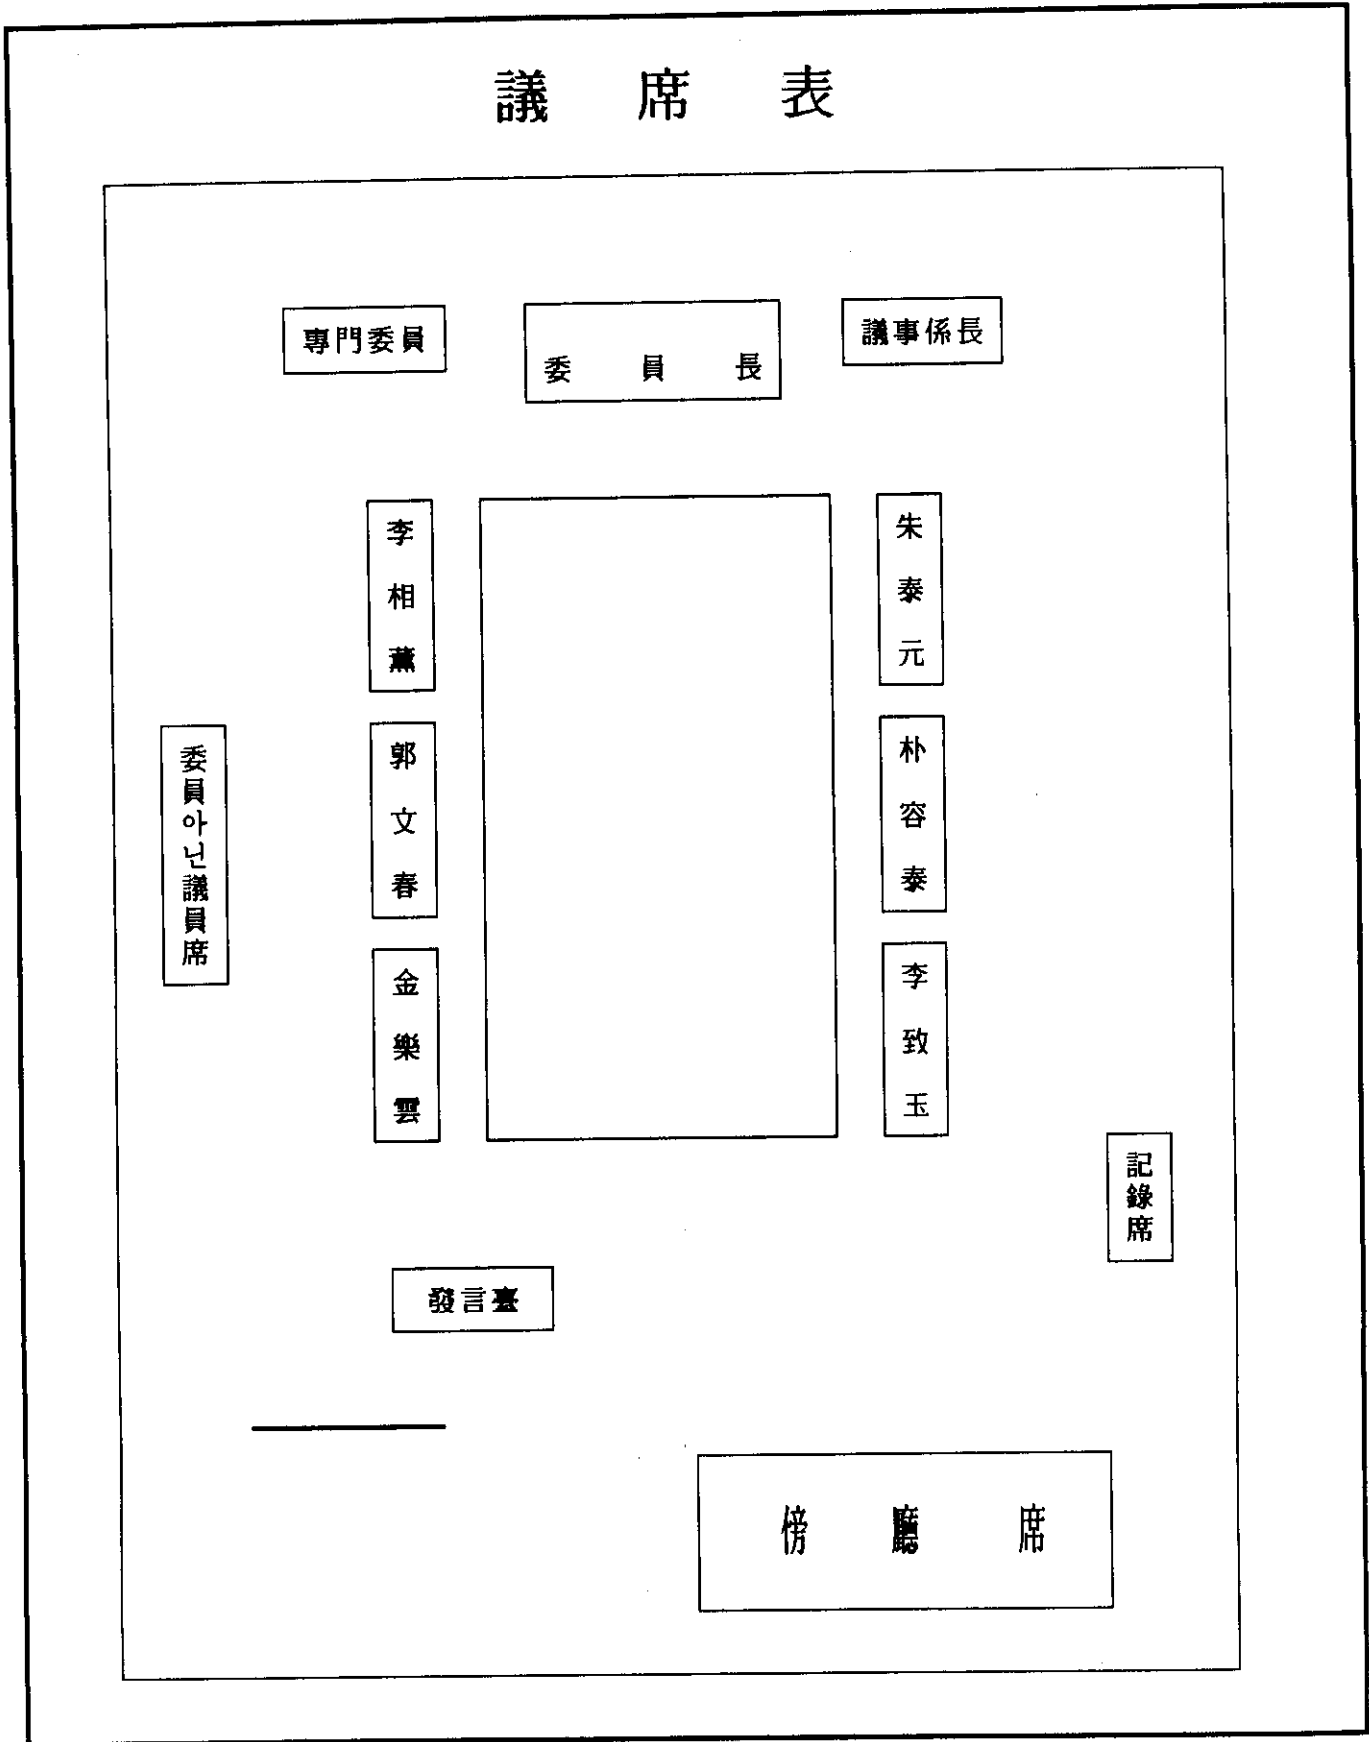 議席表
專門委員
委員長
議事係長
李相薰
朱泰元
郭文春
朴容泰
金樂雲
李致玉
委員아닌議員席
記錄席
發言臺
傍廳席